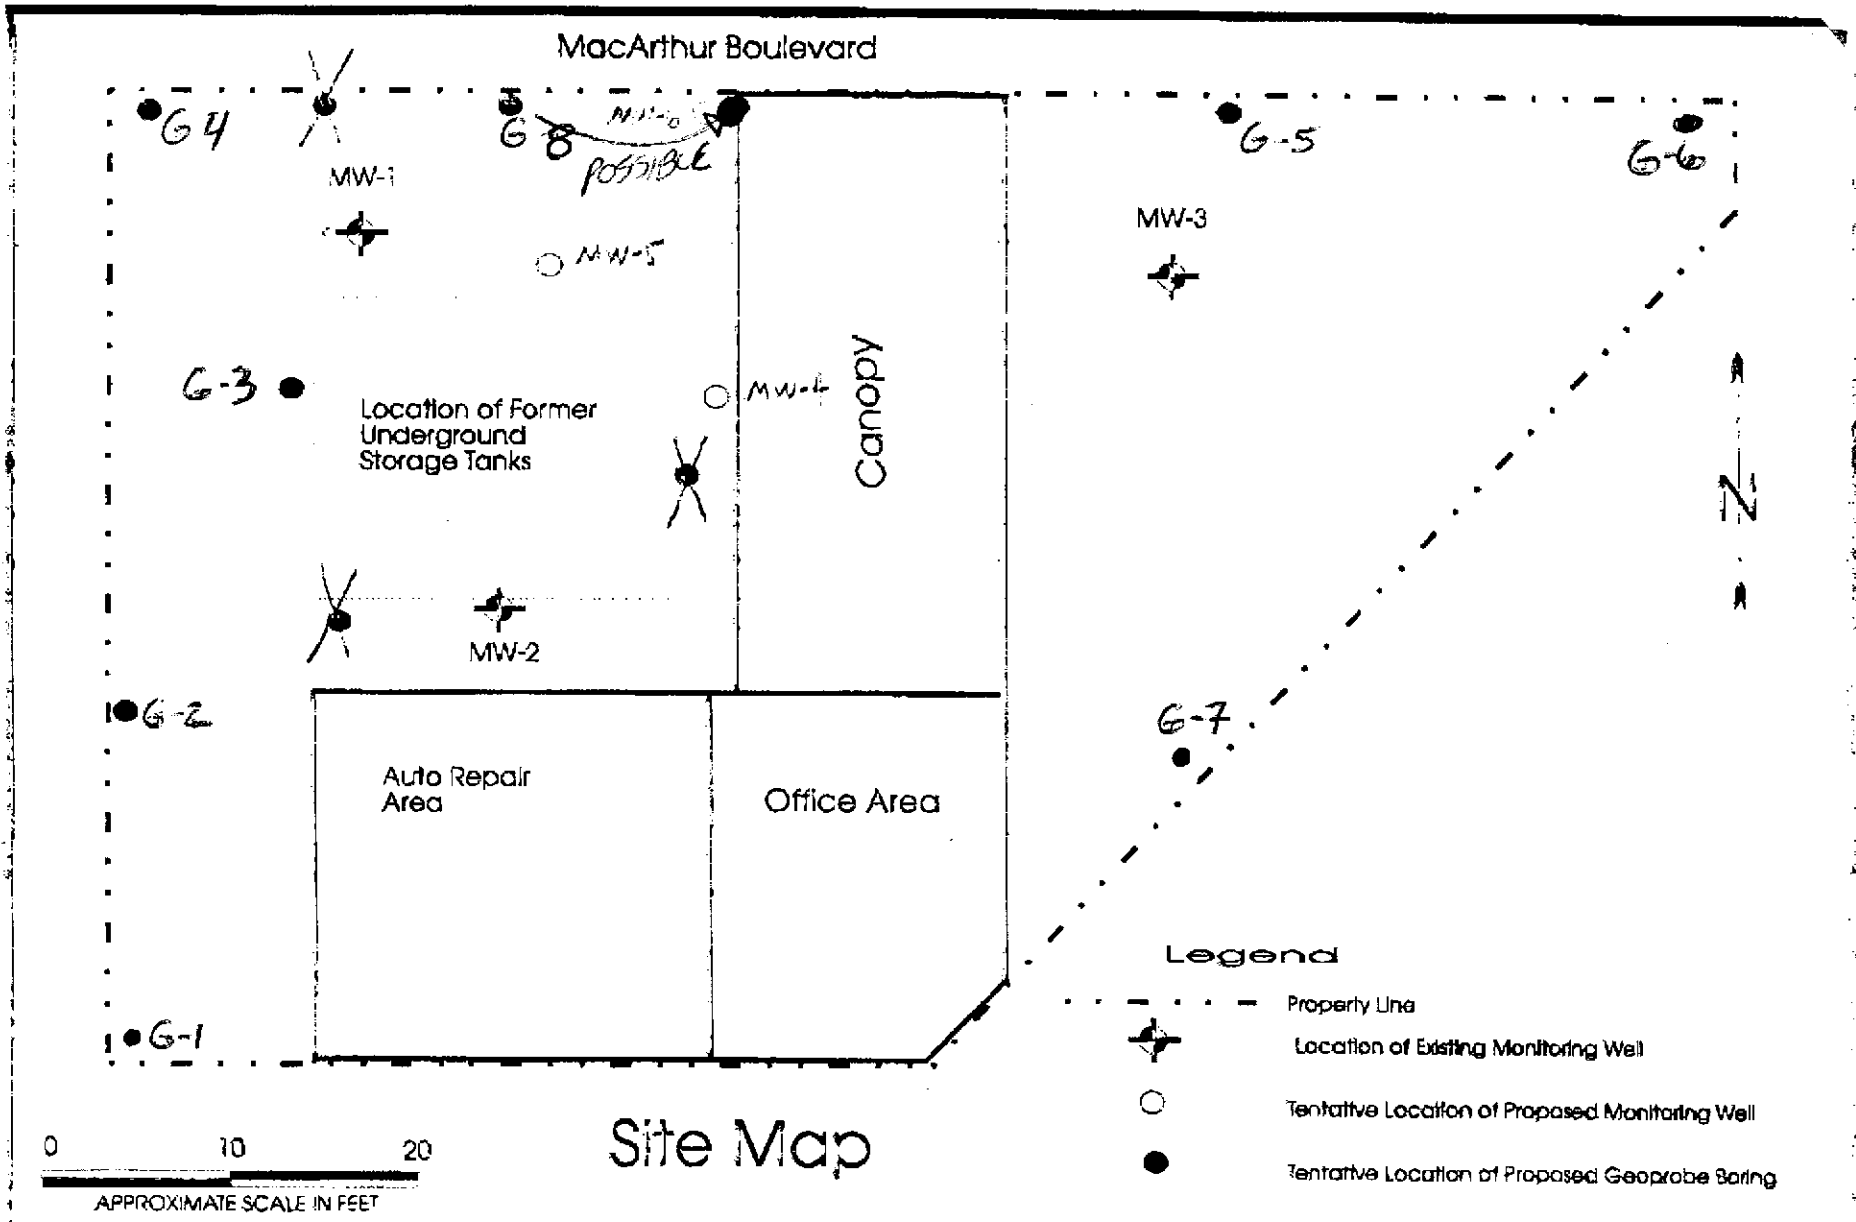 MacArthur Boulevard
G4
G 8
POSSIBLE
G-5
G-6
MW-1
MW-3
MW-5
G-3
MW-4
Canopy
Location of Former
Underground
Storage Tanks
N
MW-2
G-2
G-7
Auto Repair
Area
Office Area
G-1
Legend
Property Line
Location of Existing Monitoring Well
Tentative Location of Proposed Monitoring Well
Tentative Location of Proposed Geoprobe Boring
Site Map
0 10 20
APPROXIMATE SCALE IN FEET